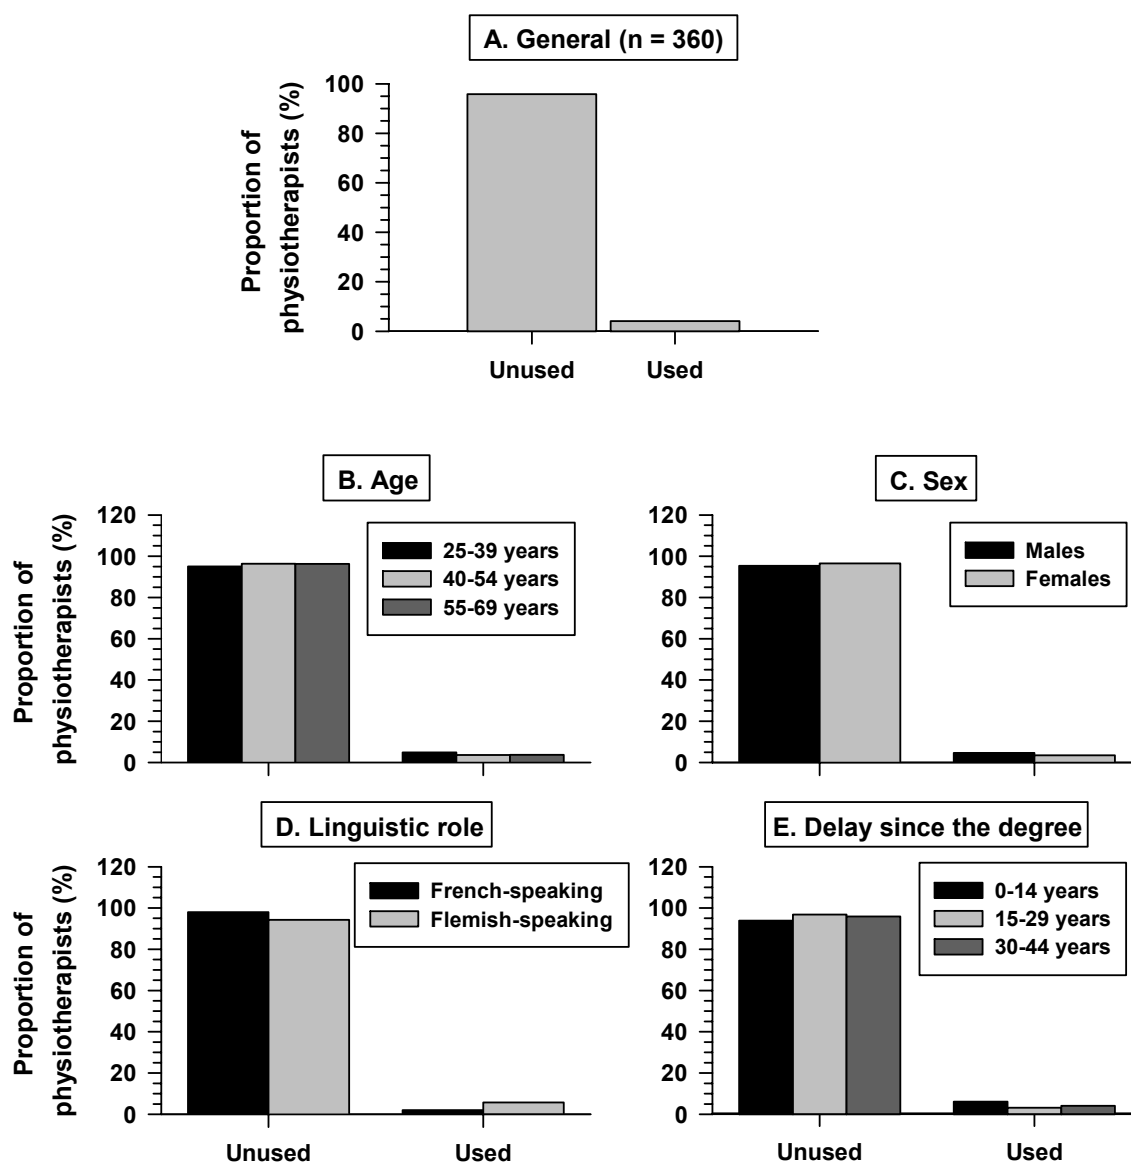 A. General (n = 360)
Proportion of
physiotherapists (%)
100
80
60
40
20
0
Unused
Used
B. Age
Proportion of
physiotherapists (%)
120
100
80
60
40
20
0
25-39 years
40-54 years
55-69 years
C. Sex
120
100
80
60
40
20
0
Males
Females
D. Linguistic role
Proportion of
physiotherapists (%)
120
100
80
60
40
20
0
French-speaking
Flemish-speaking
Unused
Used
E. Delay since the degree
120
100
80
60
40
20
0
0-14 years
15-29 years
30-44 years
Unused
Used